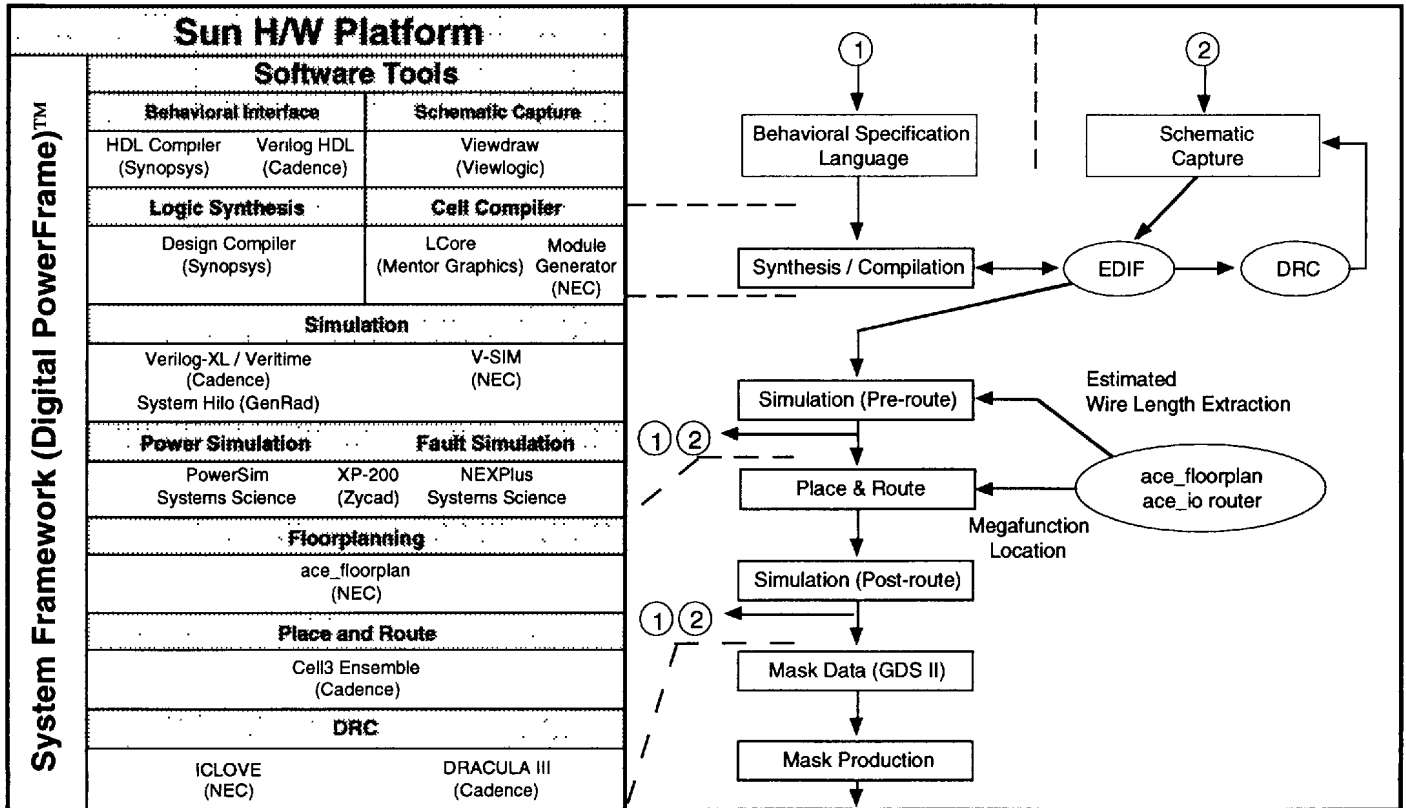 Sun H/W Platform
System Framework (Digital PowerFrame)™
Software Tools
Behavioral Interface
Schematic Capture
HDL Compiler
(Synopsys)
Verilog HDL
(Cadence)
Viewdraw
(Viewlogic)
Logic Synthesis
Cell Compiler
Design Compiler
(Synopsys)
LCore
(Mentor Graphics)
Module
Generator
(NEC)
Simulation
Verilog-XL / Veritime
(Cadence)
System Hilo (GenRad)
V-SIM
(NEC)
Power Simulation
Fault Simulation
PowerSim
Systems Science
XP-200
(Zycad)
NEXPlus
Systems Science
Floorplanning
ace_floorplan
(NEC)
Place and Route
Cell3 Ensemble
(Cadence)
DRC
ICLOVE
(NEC)
DRACULA III
(Cadence)
1
2
Behavioral Specification
Language
Schematic
Capture
Synthesis / Compilation
EDIF
DRC
Simulation (Pre-route)
Estimated
Wire Length Extraction
1 2
Place & Route
ace_floorplan
ace_io router
Megafunction
Location
Simulation (Post-route)
1 2
Mask Data (GDS II)
Mask Production